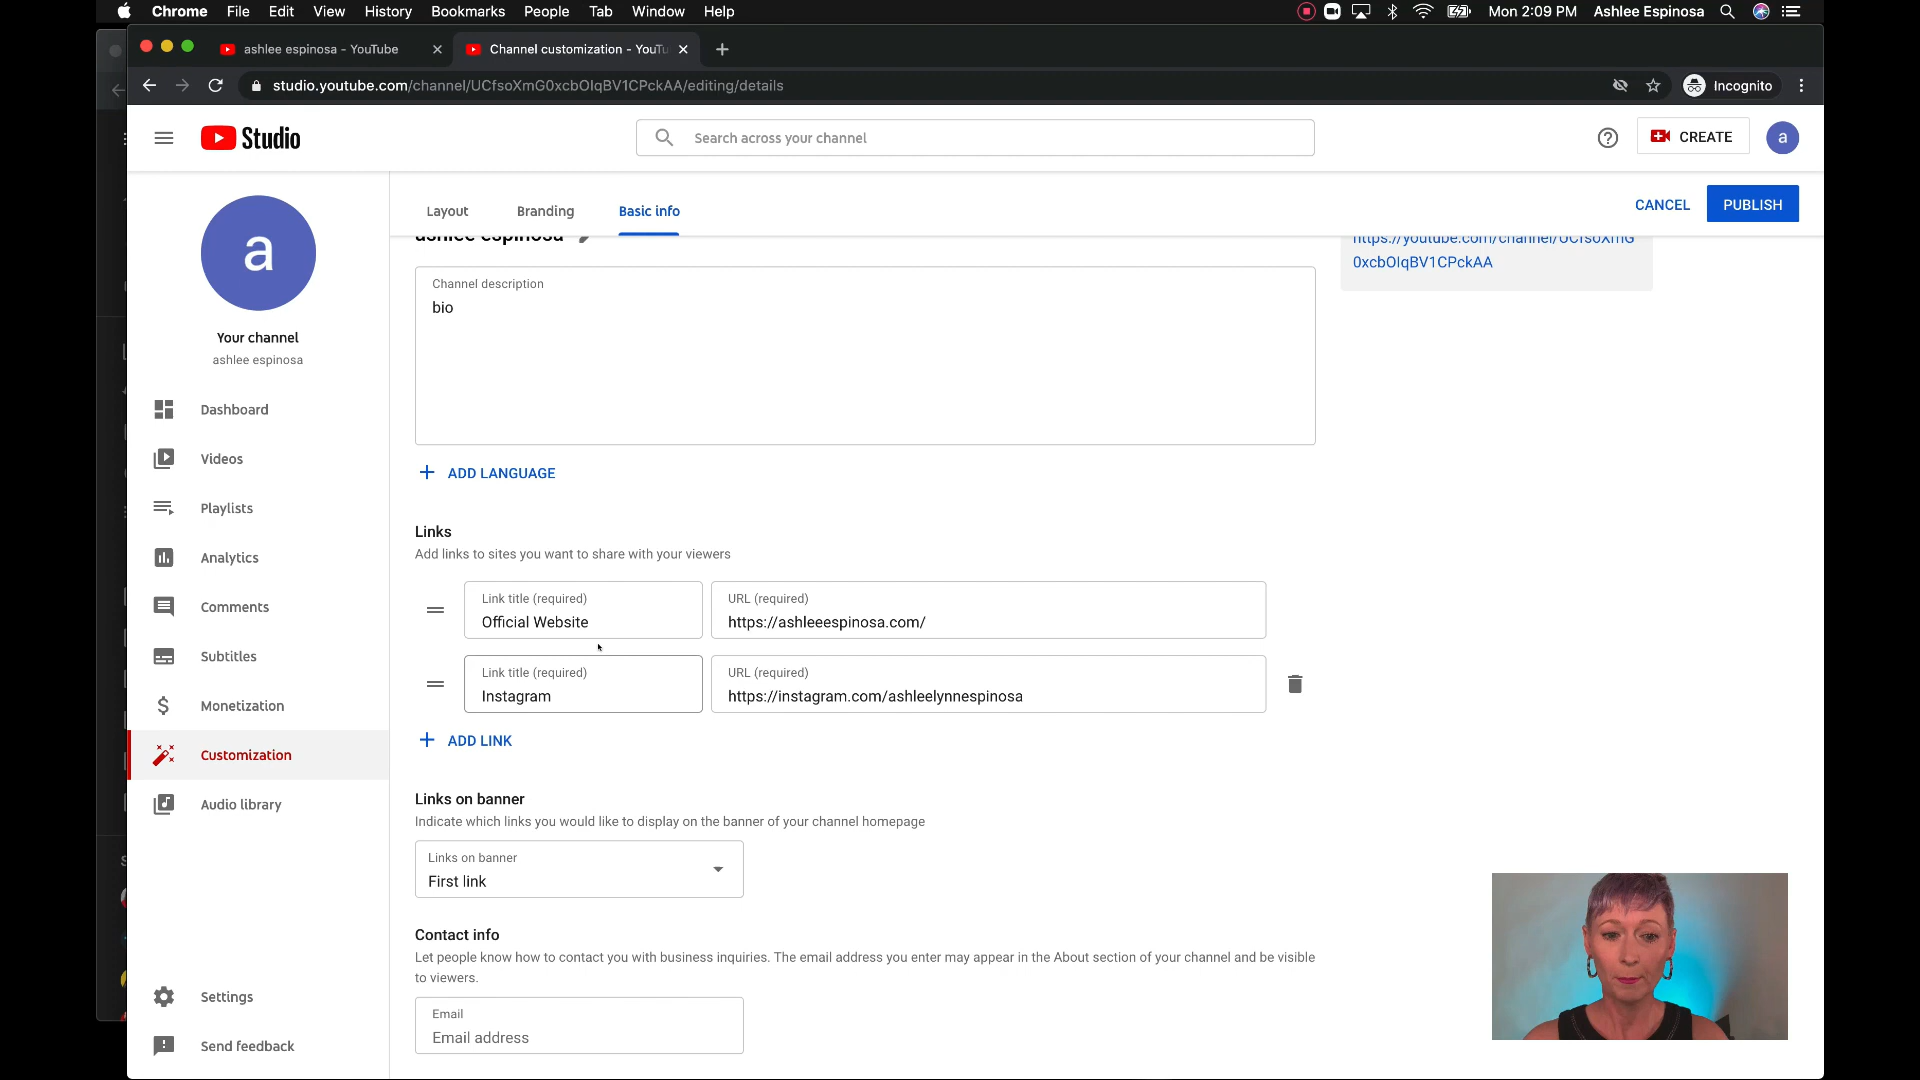 Chrome File Edit View History Bookmarks People Tab Window Help Mon 2:09 PM Ashlee Espinosa
ashlee espinosa - YouTube Channel customization - YouTu
studio.youtube.com/channel/UCfsoXmG0xcbOIqBV1CPckAA/editing/details Incognito
Studio Search across your channel CREATE a
Layout Branding Basic info CANCEL PUBLISH
ashlee espinosa
https://youtube.com/channel/UCfsoXmG
0xcbOIqBV1CPckAA
a
Your channel
ashlee espinosa
Dashboard
Videos
Playlists
Analytics
Comments
Subtitles
Monetization
Customization
Audio library
Settings
Send feedback
Channel description
bio
ADD LANGUAGE
Links
Add links to sites you want to share with your viewers
Link title (required) URL (required)
Official Website https://ashleeespinosa.com/
Link title (required) URL (required)
Instagram https://instagram.com/ashleelynnespinosa
ADD LINK
Links on banner
Indicate which links you would like to display on the banner of your channel homepage
Links on banner
First link
Contact info
Let people know how to contact you with business inquiries. The email address you enter may appear in the About section of your channel and be visible
to viewers.
Email
Email address